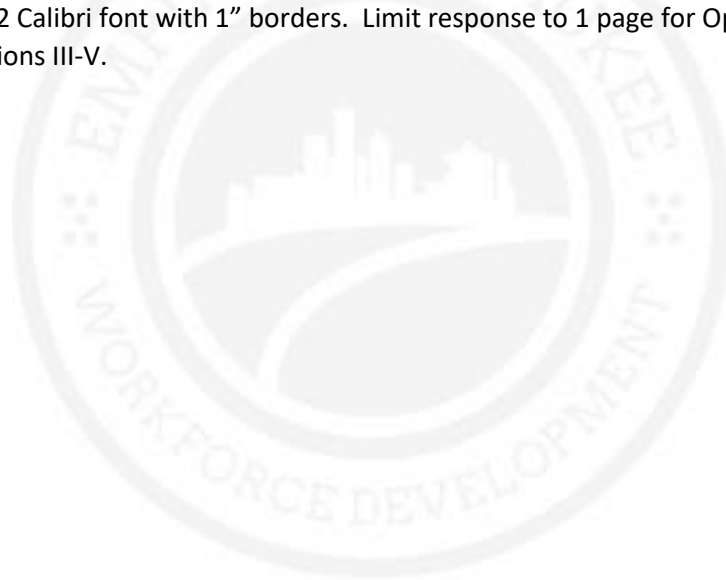 2 Calibri font with 1” borders.  Limit response to 1 page for Op
ions III-V.
WORKFORCE DEVELOPMENT